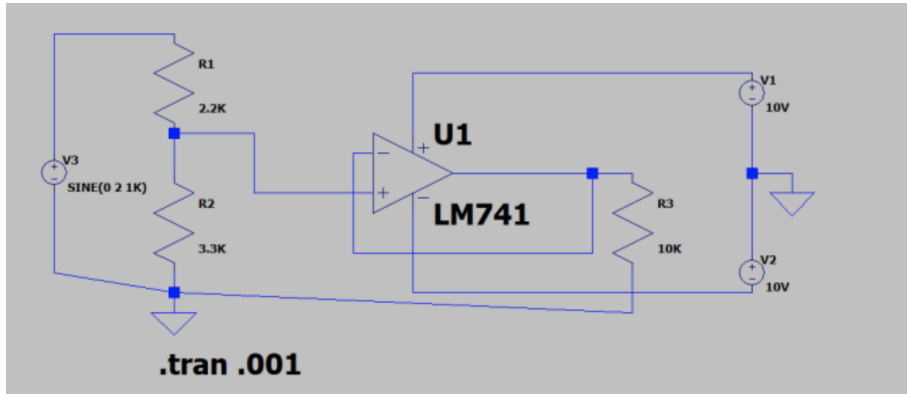 R1
2.2K
V3
SINE(0 2 1K)
R2
3.3K
U1
LM741
R3
10K
V1
10V
V2
10V
.tran .001